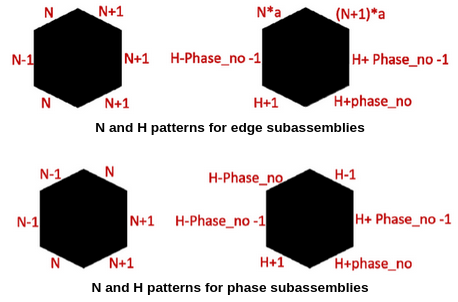 N N+1 N*a (N+1)*a
N-1 N+1 H-Phase_no -1 H+ Phase_no -1
N N+1 H+1 H+phase_no
N and H patterns for edge subassemblies
N-1 N H-Phase_no H-1
N-1 N+1 H-Phase_no -1 H+ Phase_no -1
N N+1 H+1 H+phase_no
N and H patterns for phase subassemblies